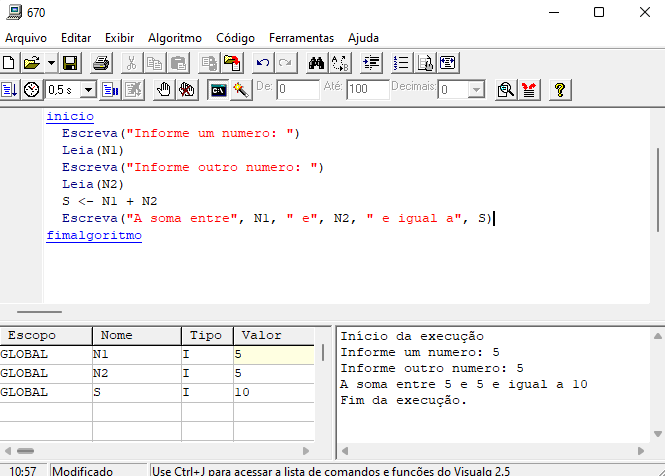 670
Arquivo Editar Exibir Algoritmo Código Ferramentas Ajuda
0,5 s De: 0 Até: 100 Decimais: 0
inicio
Escreva("Informe um numero: ")
Leia(N1)
Escreva("Informe outro numero: ")
Leia(N2)
S <- N1 + N2
Escreva("A soma entre", N1, " e", N2, " e igual a", S)
fimalgoritmo
Escopo Nome Tipo Valor
GLOBAL N1 I 5
GLOBAL N2 I 5
GLOBAL S I 10
Início da execução
Informe um numero: 5
Informe outro numero: 5
A soma entre 5 e 5 e igual a 10
Fim da execução.
10:57 Modificado Use Ctrl+J para acessar a lista de comandos e funções do Visualg 2.5